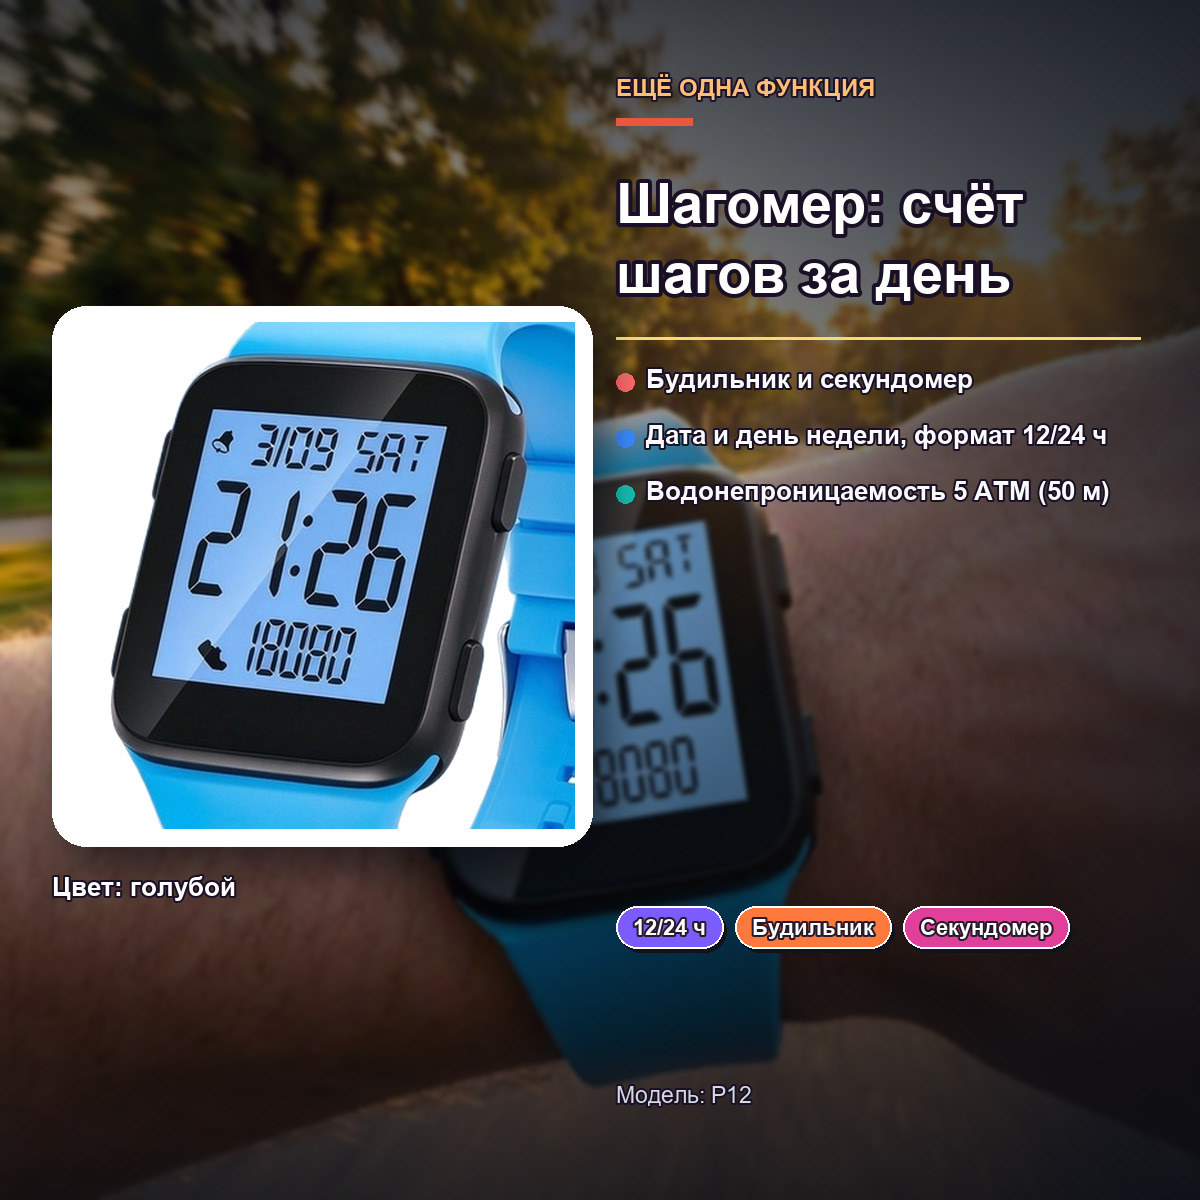 ЕЩЁ ОДНА ФУНКЦИЯ
Шагомер: счёт
шагов за день
Будильник и секундомер
Дата и день недели, формат 12/24 ч
Водонепроницаемость 5 АТМ (50 м)
3/09 SAT
21:26
18080
SAT
:26
8080
Цвет: голубой
12/24 ч
Будильник
Секундомер
Модель: P12